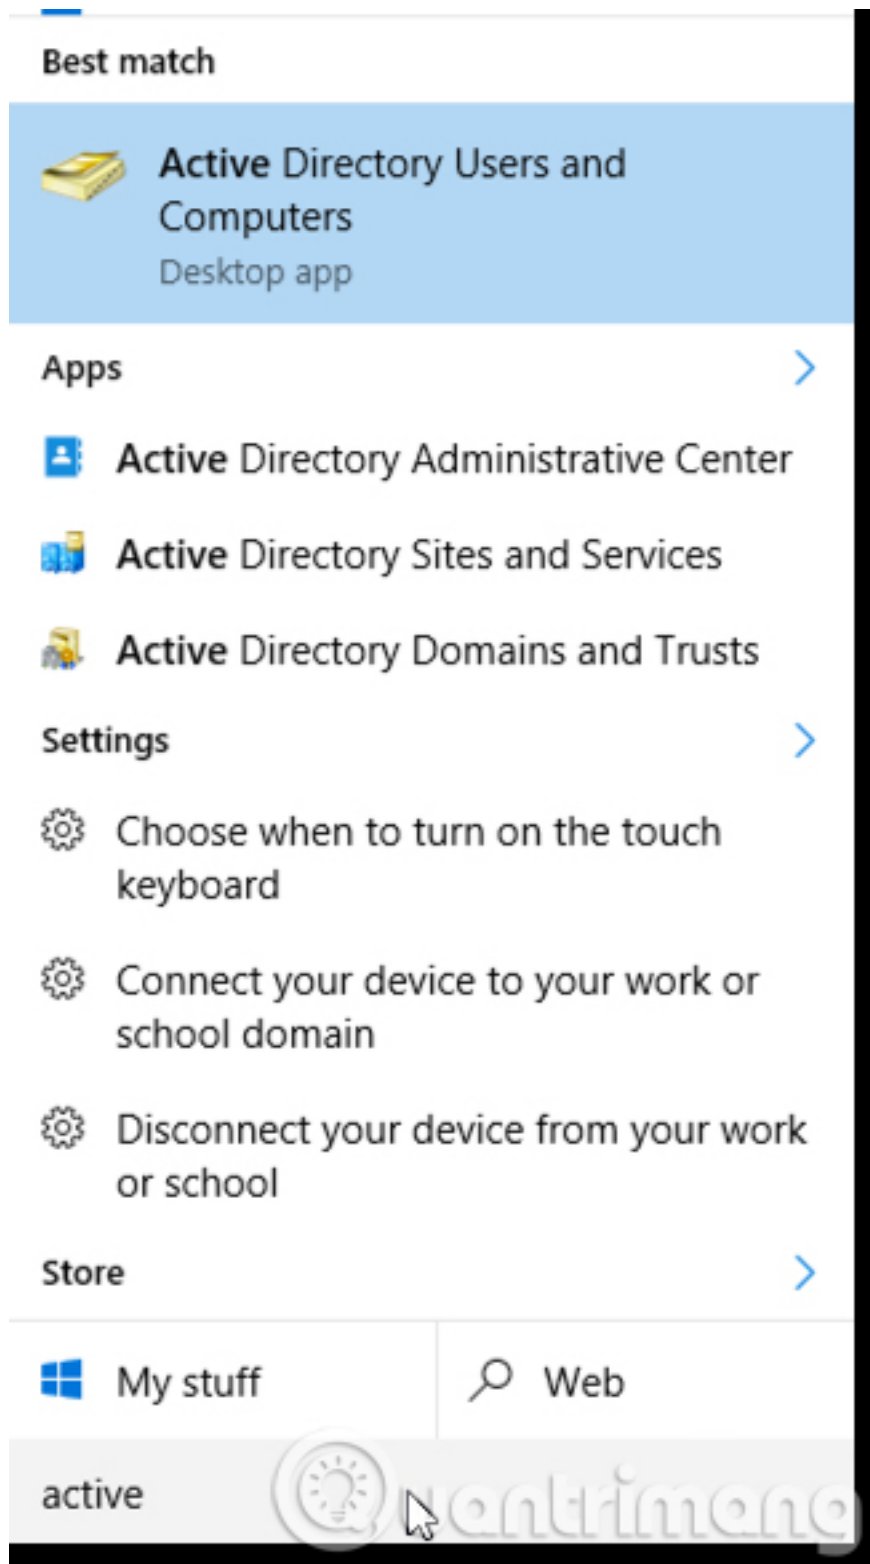 Best match
Active Directory Users and
Computers
Desktop app
Apps
Active Directory Administrative Center
Active Directory Sites and Services
Active Directory Domains and Trusts
Settings
Choose when to turn on the touch
keyboard
Connect your device to your work or
school domain
Disconnect your device from your work
or school
Store
My stuff
Web
active
Quantrimang